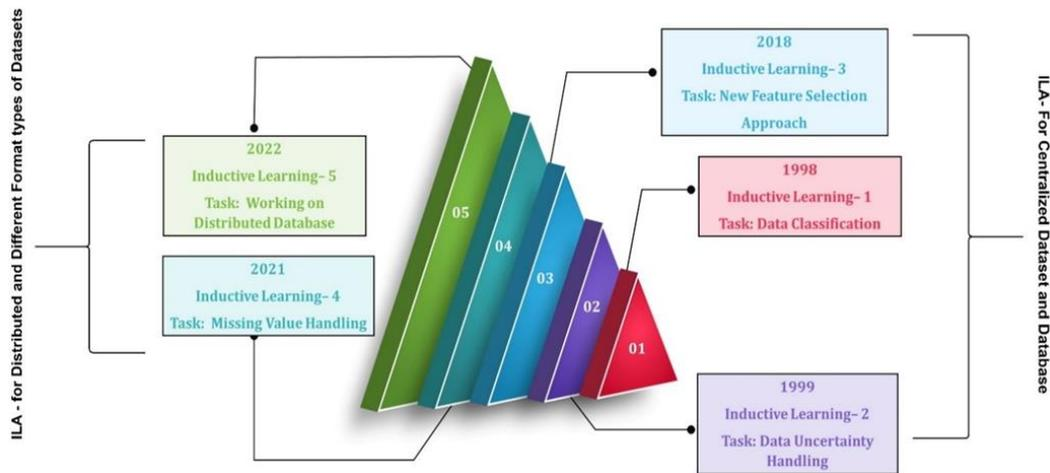 ILA - for Distributed and Different Format types of Datasets
2022
Inductive Learning– 5
Task: Working on
Distributed Database
2021
Inductive Learning– 4
Task: Missing Value Handling
05
04
03
02
01
2018
Inductive Learning– 3
Task: New Feature Selection
Approach
1998
Inductive Learning– 1
Task: Data Classification
1999
Inductive Learning– 2
Task: Data Uncertainty
Handling
ILA- For Centralized Dataset and Database